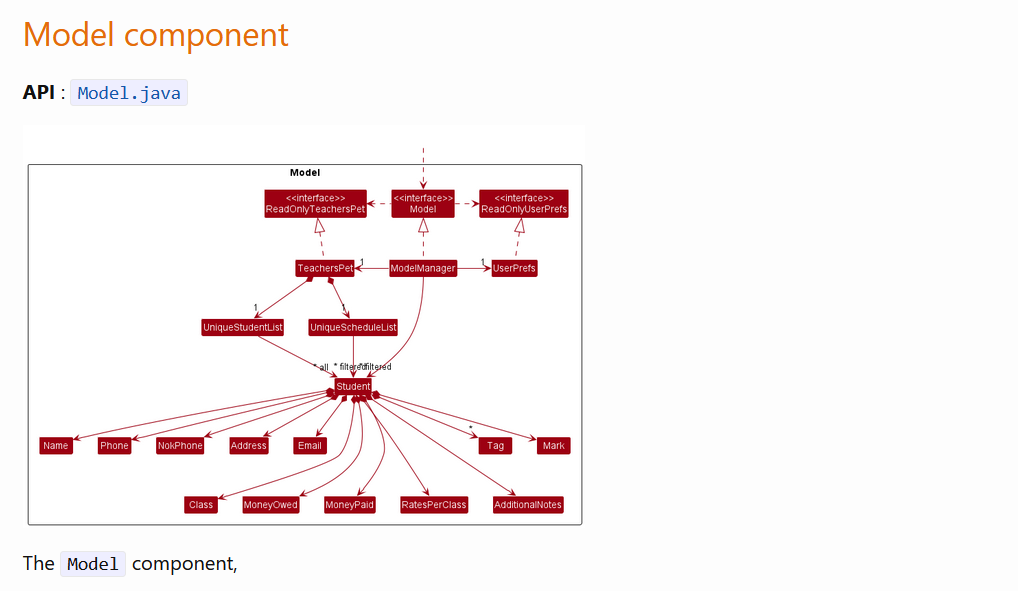 Model component
API : Model.java
Model
<<interface>> <<interface>> <<interface>>
ReadOnlyTeachersPet Model ReadOnlyUserPrefs
TeachersPet 1 ModelManager 1 UserPrefs
1 1
UniqueStudentList UniqueScheduleList
* all * filtered * filtered
Student
*
Name Phone NokPhone Address Email Tag Mark
Class MoneyOwed MoneyPaid RatesPerClass AdditionalNotes
The Model component,